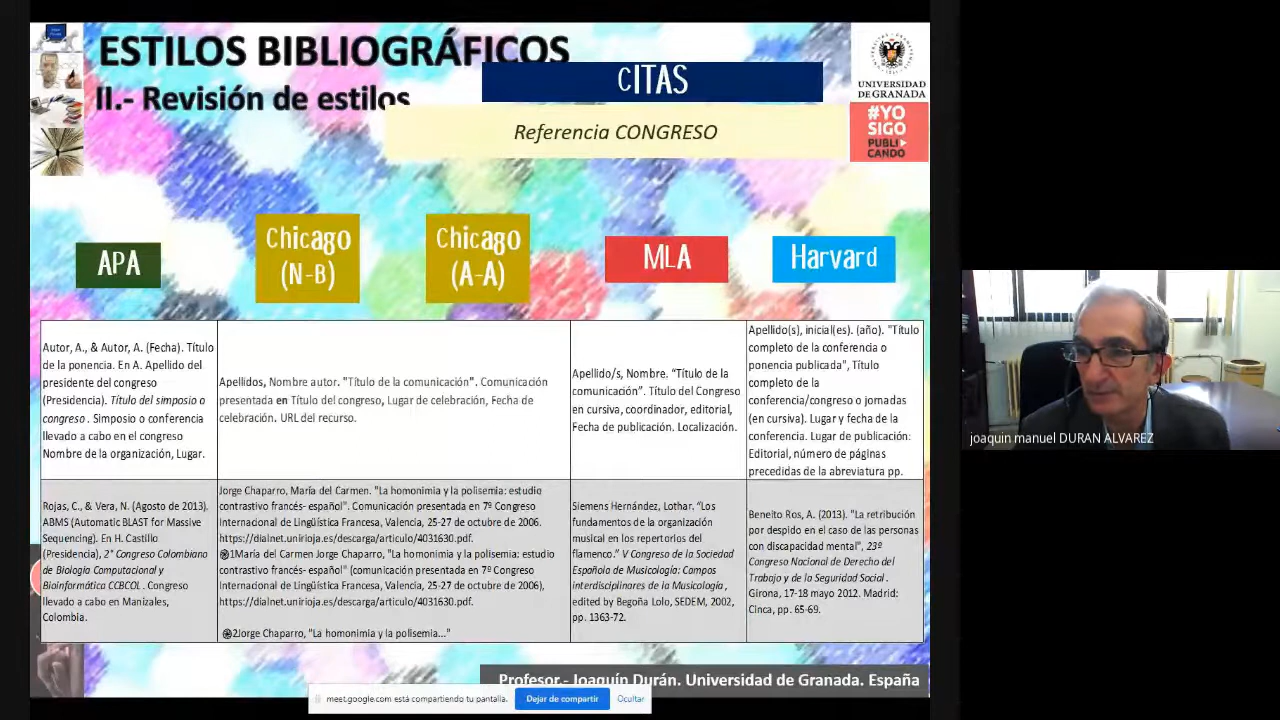 ESTILOS BIBLIOGRÁFICOS
II.- Revisión de estilos
CITAS
Referencia CONGRESO
UNIVERSIDAD
DE GRANADA
#YO
SIGO
PUBLI
CANDO
APA
Chicago
(N-B)
Chicago
(A-A)
MLA
Harvard
Autor, A., & Autor, A. (Fecha). Título
de la ponencia. En A. Apellido del
presidente del congreso
(Presidencia). Título del simposio o
congreso . Simposio o conferencia
llevado a cabo en el congreso
Nombre de la organización, Lugar.
Apellidos, Nombre autor. "Título de la comunicación". Comunicación
presentada en Título del congreso, Lugar de celebración, Fecha de
celebración. URL del recurso.
Apellido/s, Nombre. “Título de la
comunicación”. Título del Congreso
en cursiva, coordinador, editorial,
Fecha de publicación. Localización.
Apellido(s), inicial(es). (año). "Título
completo de la conferencia o
ponencia publicada", Título
completo de la
conferencia/congreso o jornadas
(en cursiva). Lugar y fecha de la
conferencia. Lugar de publicación:
Editorial, número de páginas
precedidas de la abreviatura pp.
Rojas, C., & Vera, N. (Agosto de 2013).
ABMS (Automatic BLAST for Massive
Sequencing). En H. Castillo
(Presidencia), 2° Congreso Colombiano
de Biología Computacional y
Bioinformática CCBCOL . Congreso
llevado a cabo en Manizales,
Colombia.
Jorge Chaparro, María del Carmen. "La homonimia y la polisemia: estudio
contrastivo francés- español". Comunicación presentada en 7º Congreso
Internacional de Lingüística Francesa, Valencia, 25-27 de octubre de 2006.
https://dialnet.unirioja.es/descarga/articulo/4031630.pdf.
1María del Carmen Jorge Chaparro, "La homonimia y la polisemia: estudio
contrastivo francés- español" (comunicación presentada en 7º Congreso
Internacional de Lingüística Francesa, Valencia, 25-27 de octubre de 2006),
https://dialnet.unirioja.es/descarga/articulo/4031630.pdf.
2Jorge Chaparro, "La homonimia y la polisemia..."
Siemens Hernández, Lothar. “Los
fundamentos de la organización
musical en los repertorios del
flamenco.” V Congreso de la Sociedad
Española de Musicología: Campos
interdisciplinares de la Musicología ,
edited by Begoña Lolo, SEDEM, 2002,
pp. 1363-72.
Beneito Ros, A. (2013). "La retribución
por despido en el caso de las personas
con discapacidad mental", 23º
Congreso Nacional de Derecho del
Trabajo y de la Seguridad Social .
Girona, 17-18 mayo 2012. Madrid:
Cinca, pp. 65-69.
Profesor.- Joaquín Durán. Universidad de Granada. España
meet.google.com está compartiendo tu pantalla.
Dejar de compartir
Ocultar
joaquin manuel DURAN ALVAREZ